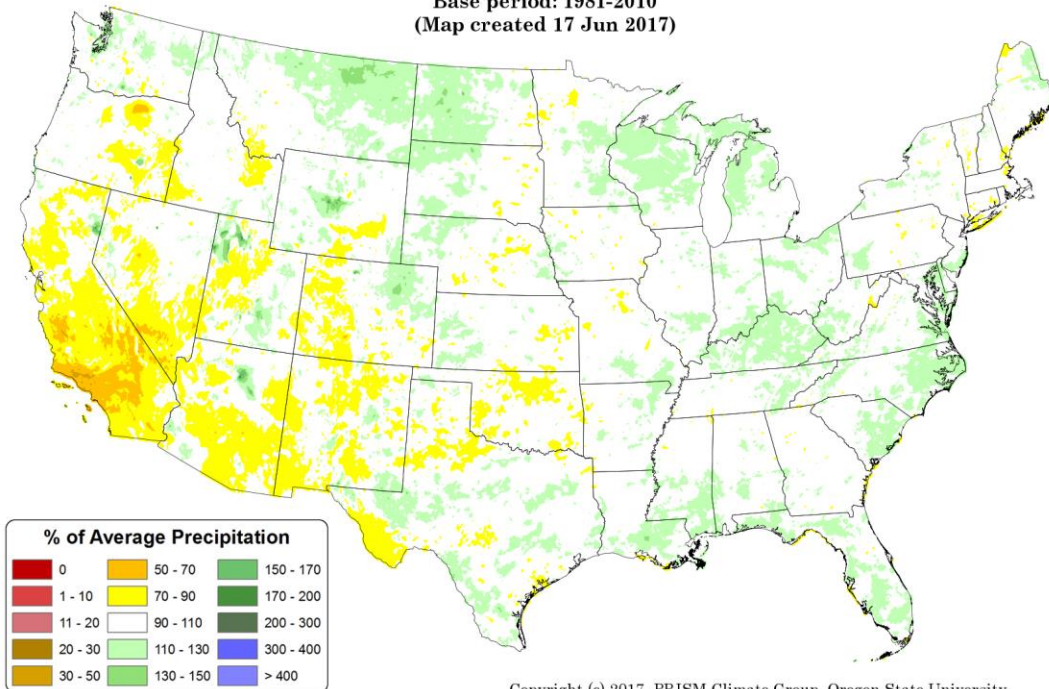 Base period: 1981-2010
(Map created 17 Jun 2017)
% of Average Precipitation
0
50 - 70
150 - 170
1 - 10
70 - 90
170 - 200
11 - 20
90 - 110
200 - 300
20 - 30
110 - 130
300 - 400
30 - 50
130 - 150
> 400
Copyright (c) 2017, PRISM Climate Group, Oregon State University